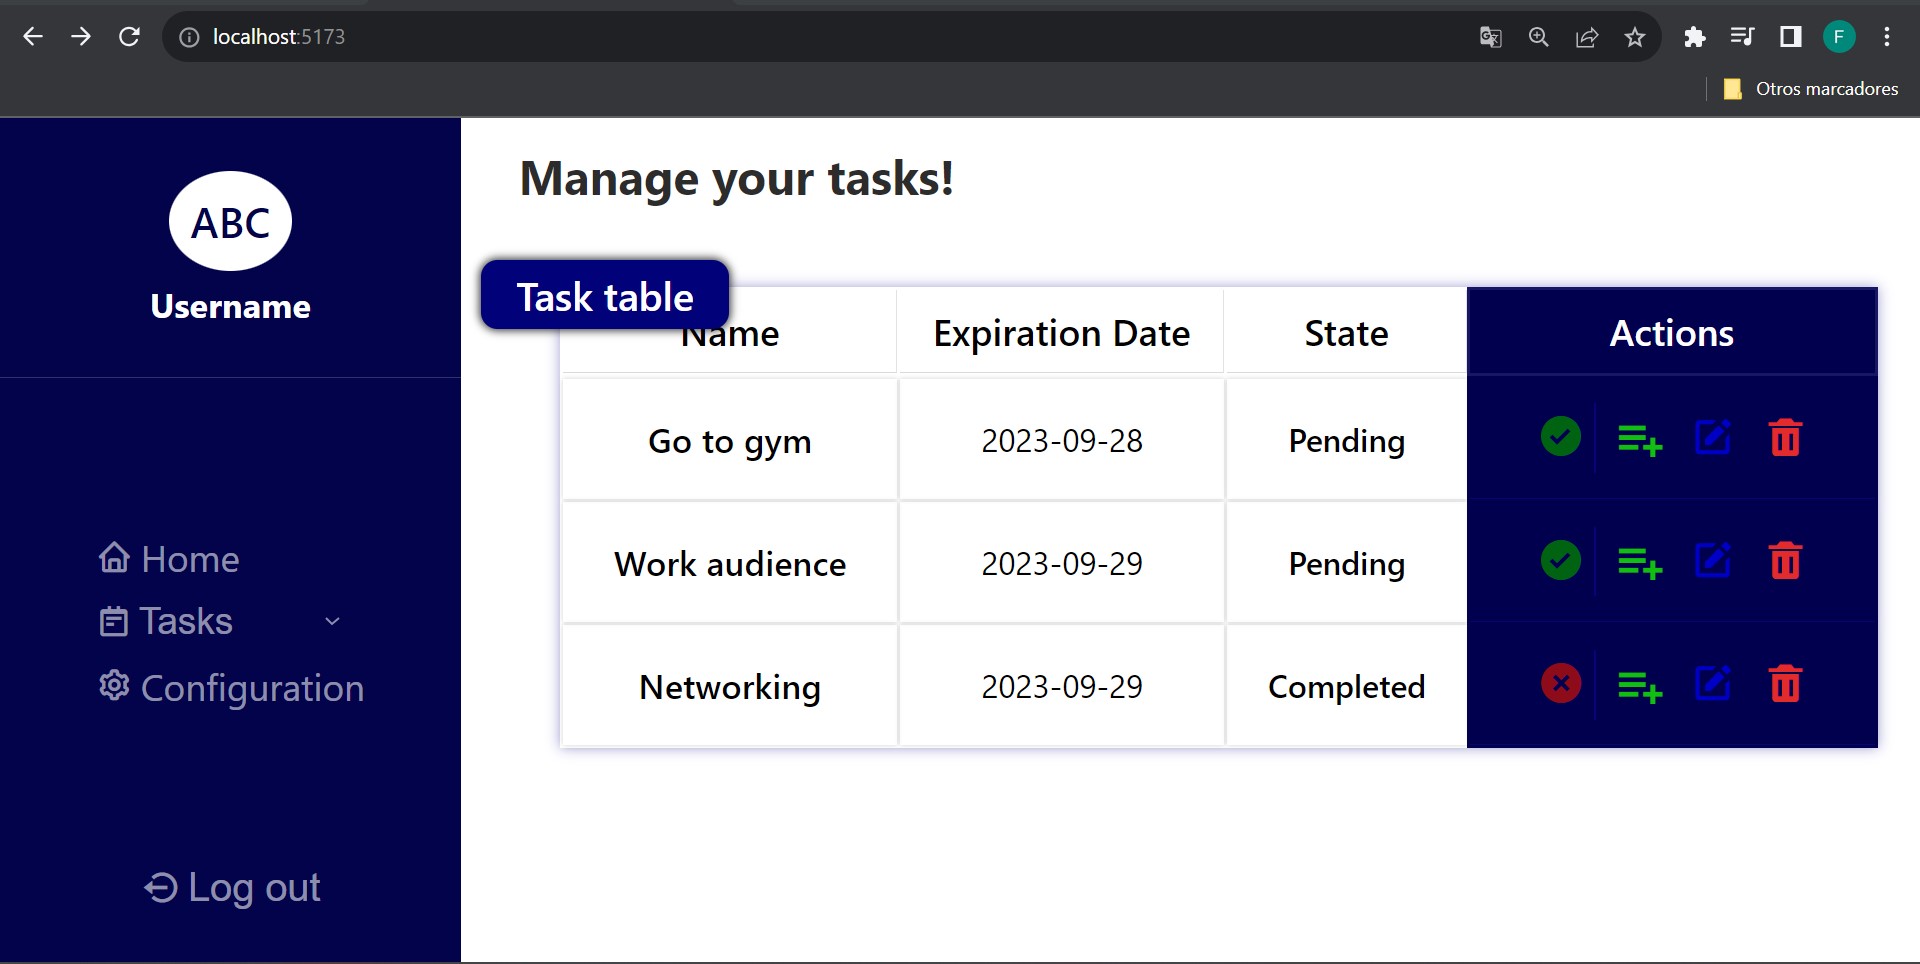 localhost:5173
F
Otros marcadores
ABC
Username
Home
Tasks
Configuration
Log out
Manage your tasks!
Task table
Name Expiration Date State Actions
Go to gym 2023-09-28 Pending
Work audience 2023-09-29 Pending
Networking 2023-09-29 Completed